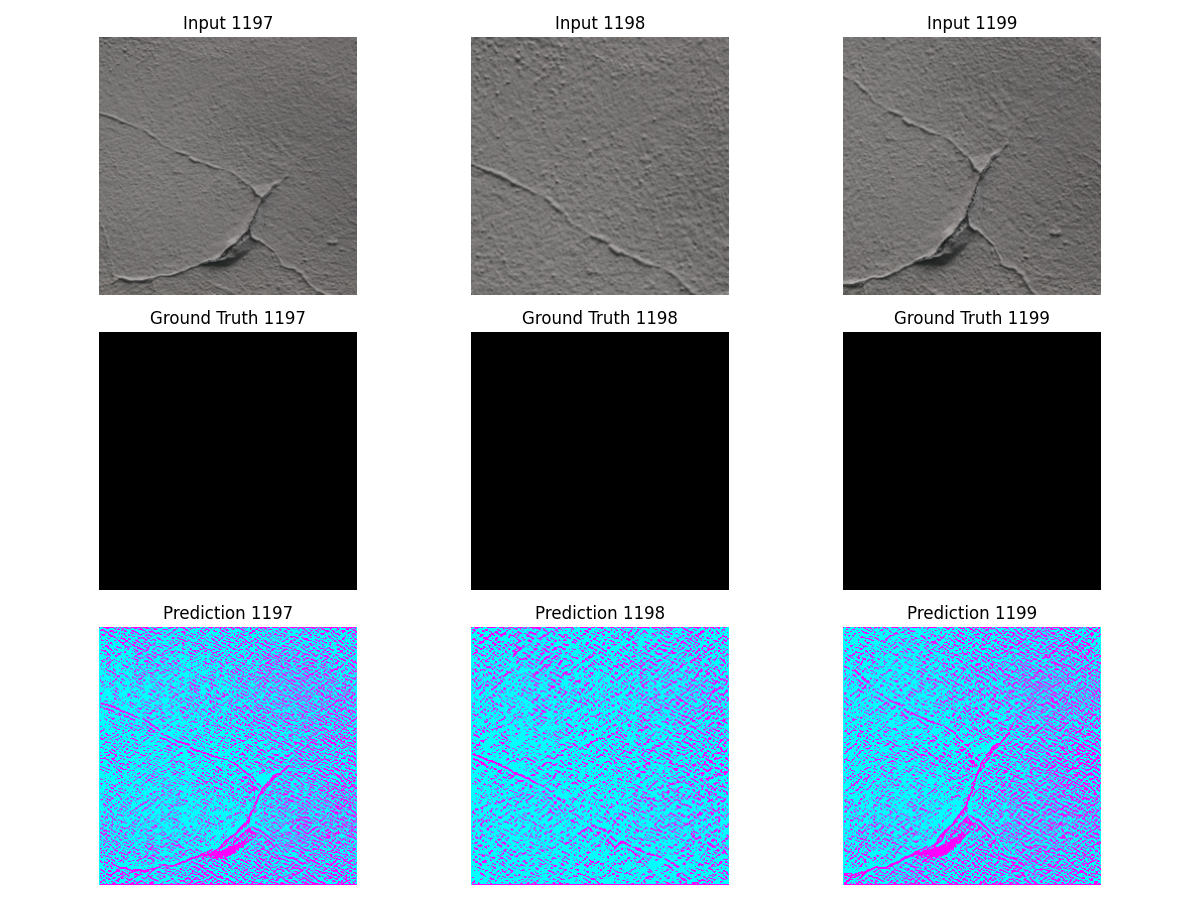 Input 1197
Input 1198
Input 1199
Ground Truth 1197
Ground Truth 1198
Ground Truth 1199
Prediction 1197
Prediction 1198
Prediction 1199